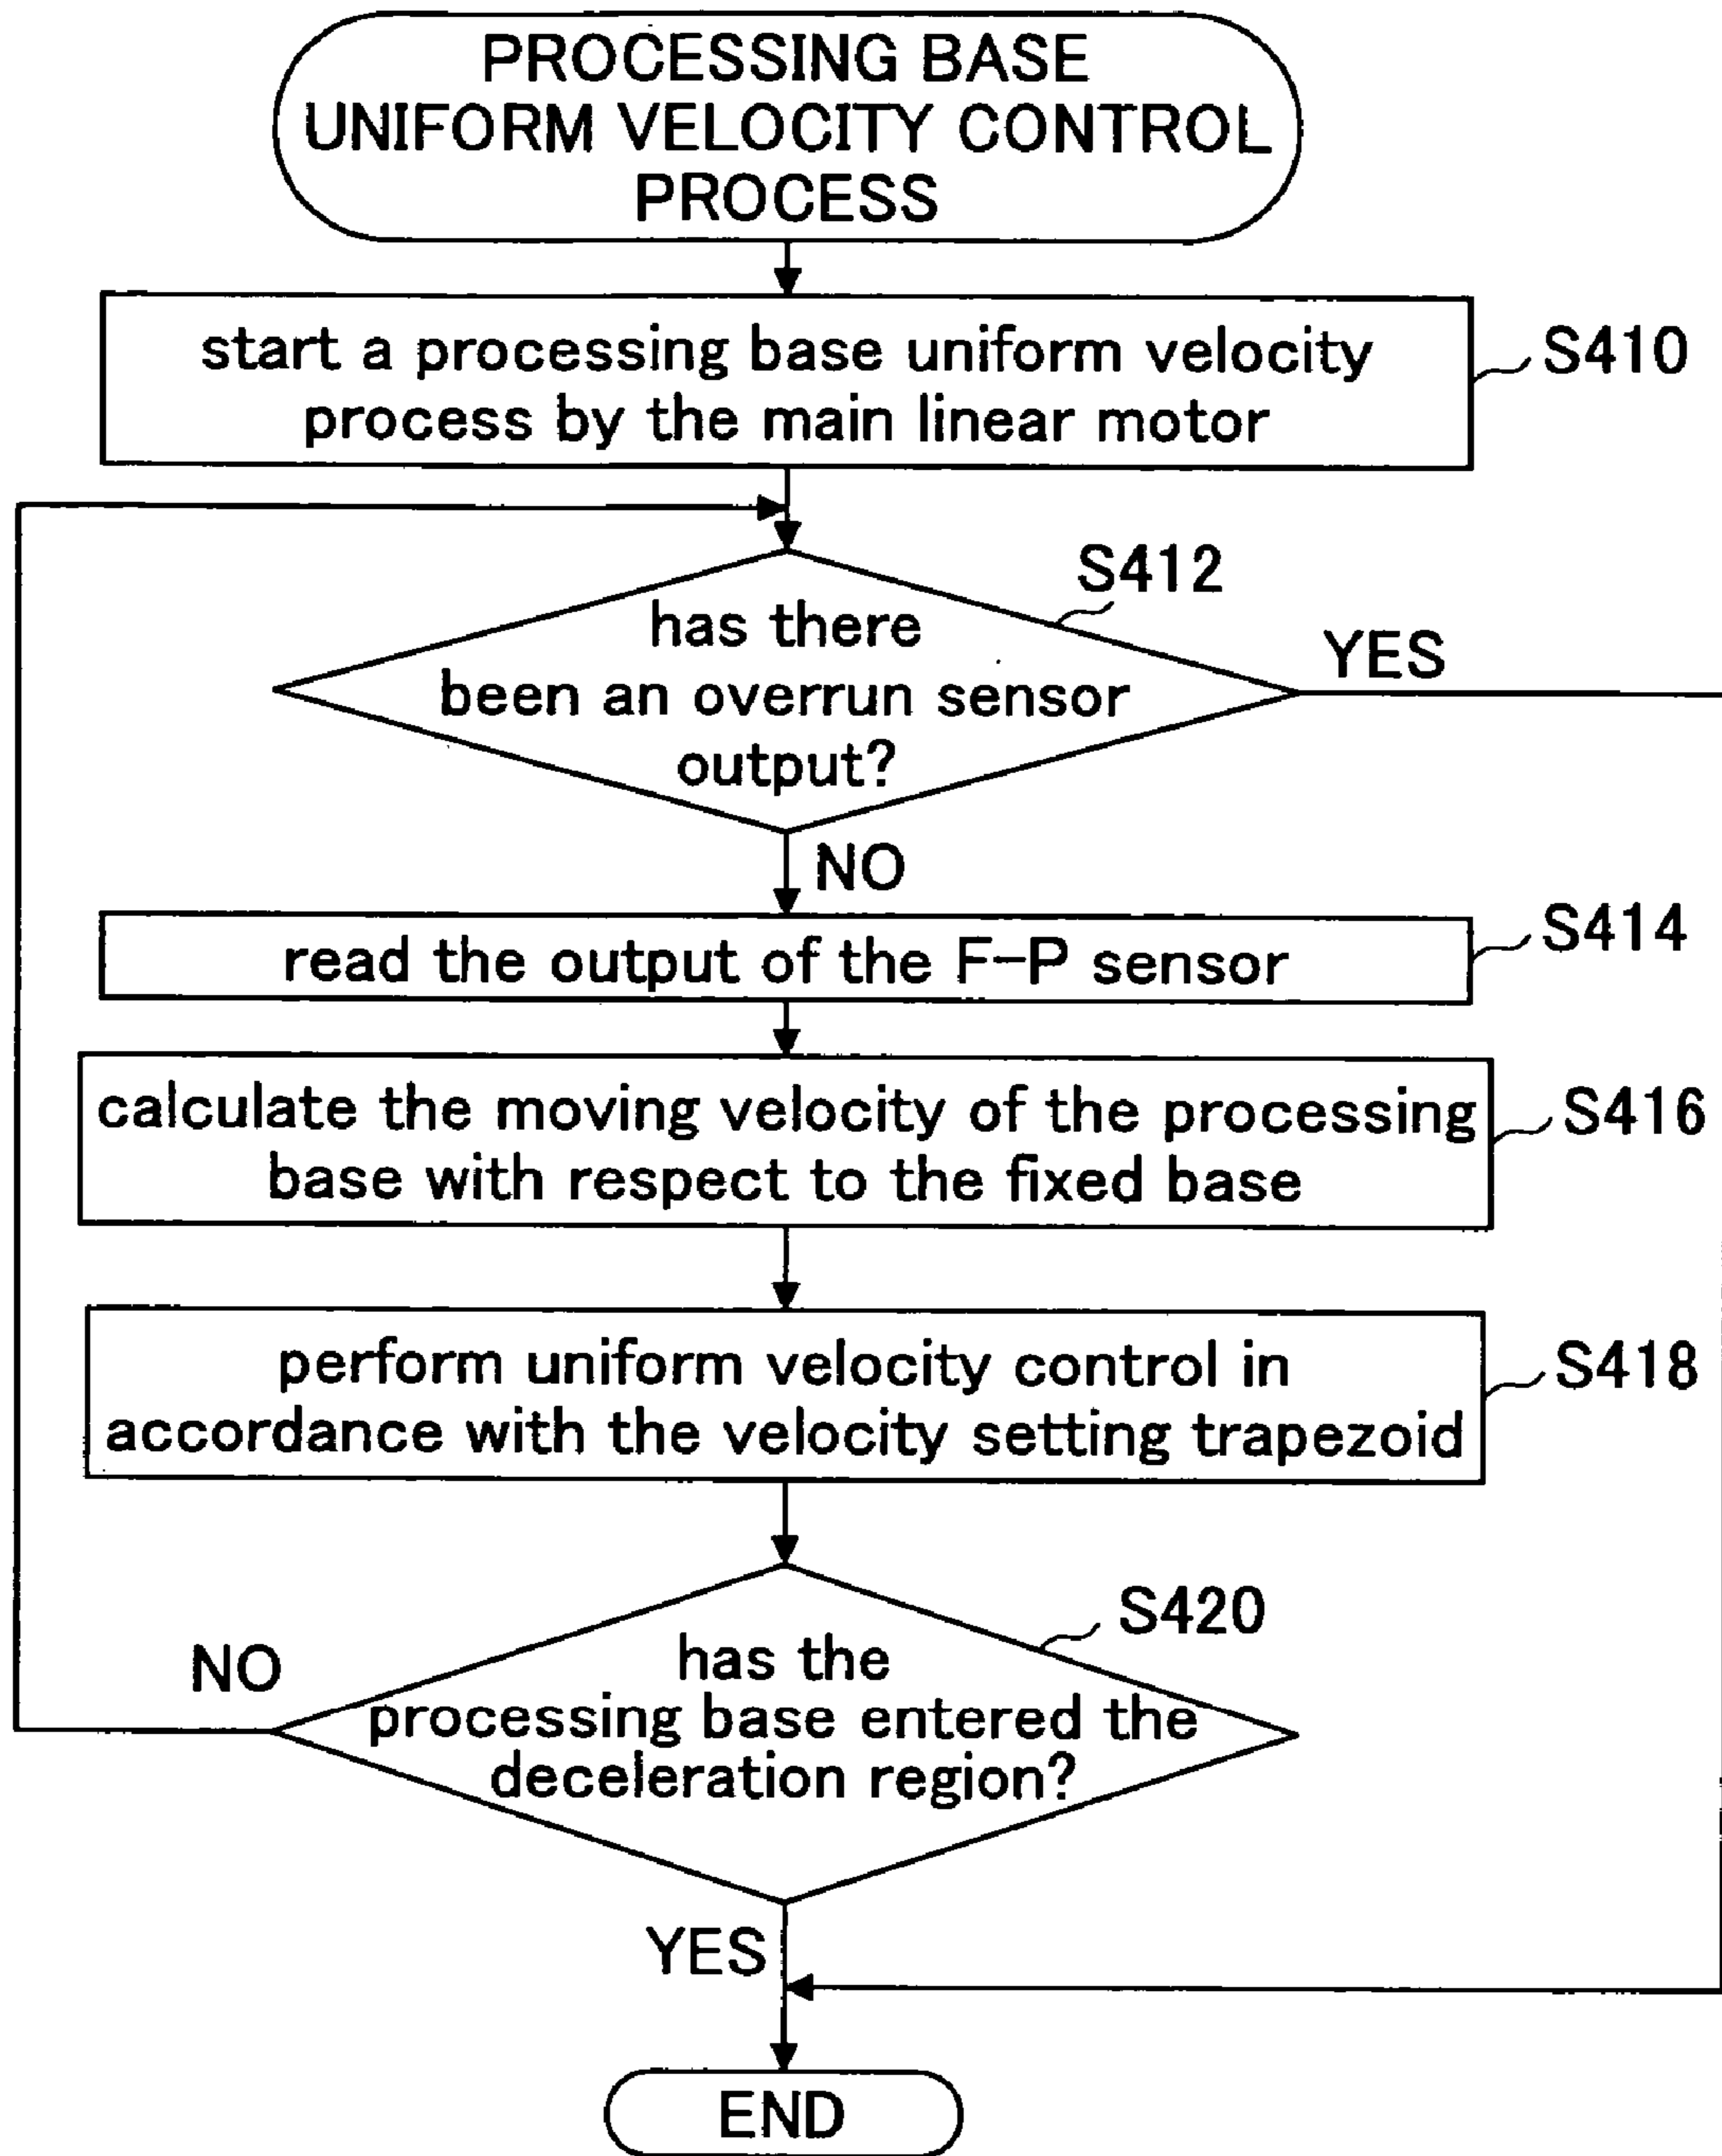 PROCESSING BASE
UNIFORM VELOCITY CONTROL
PROCESS
start a processing base uniform velocity
process by the main linear motor
S410
S412
has there
been an overrun sensor
output?
YES
NO
read the output of the F-P sensor
S414
calculate the moving velocity of the processing
base with respect to the fixed base
S416
perform uniform velocity control in
accordance with the velocity setting trapezoid
S418
S420
has the
processing base entered the
deceleration region?
NO
YES
END